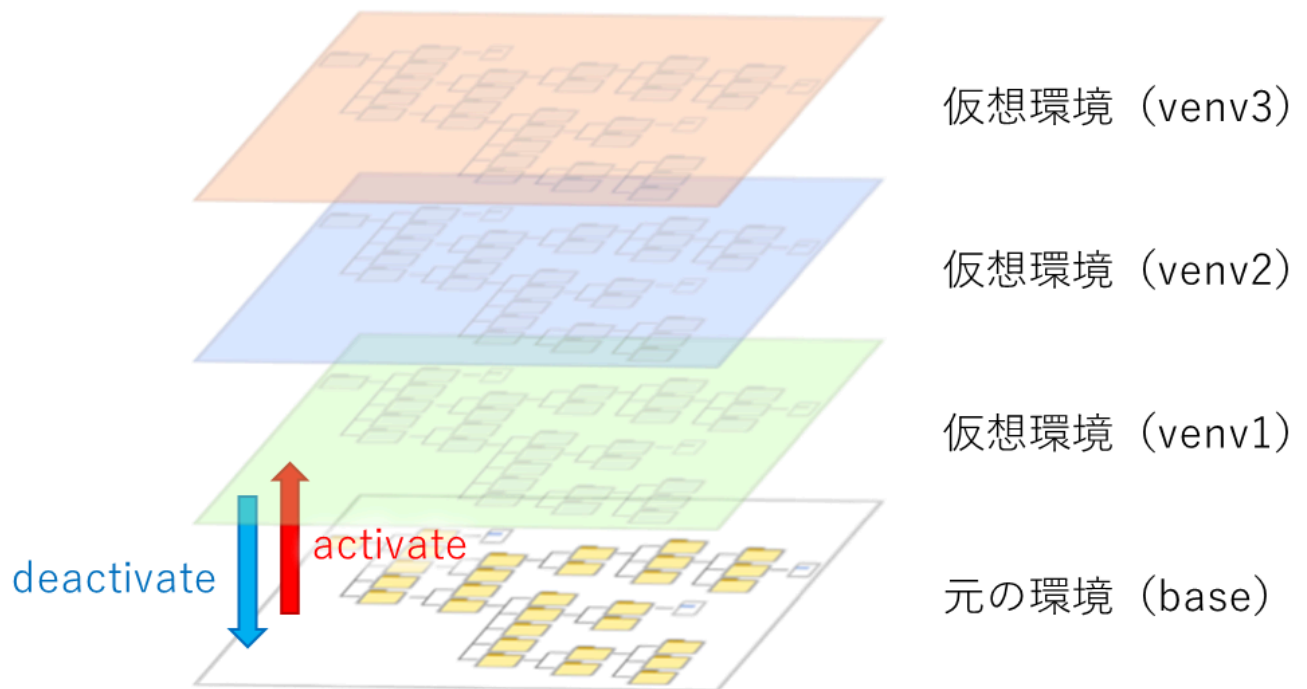 仮想環境（venv3）
仮想環境（venv2）
仮想環境（venv1）
activate
deactivate
元の環境（base）